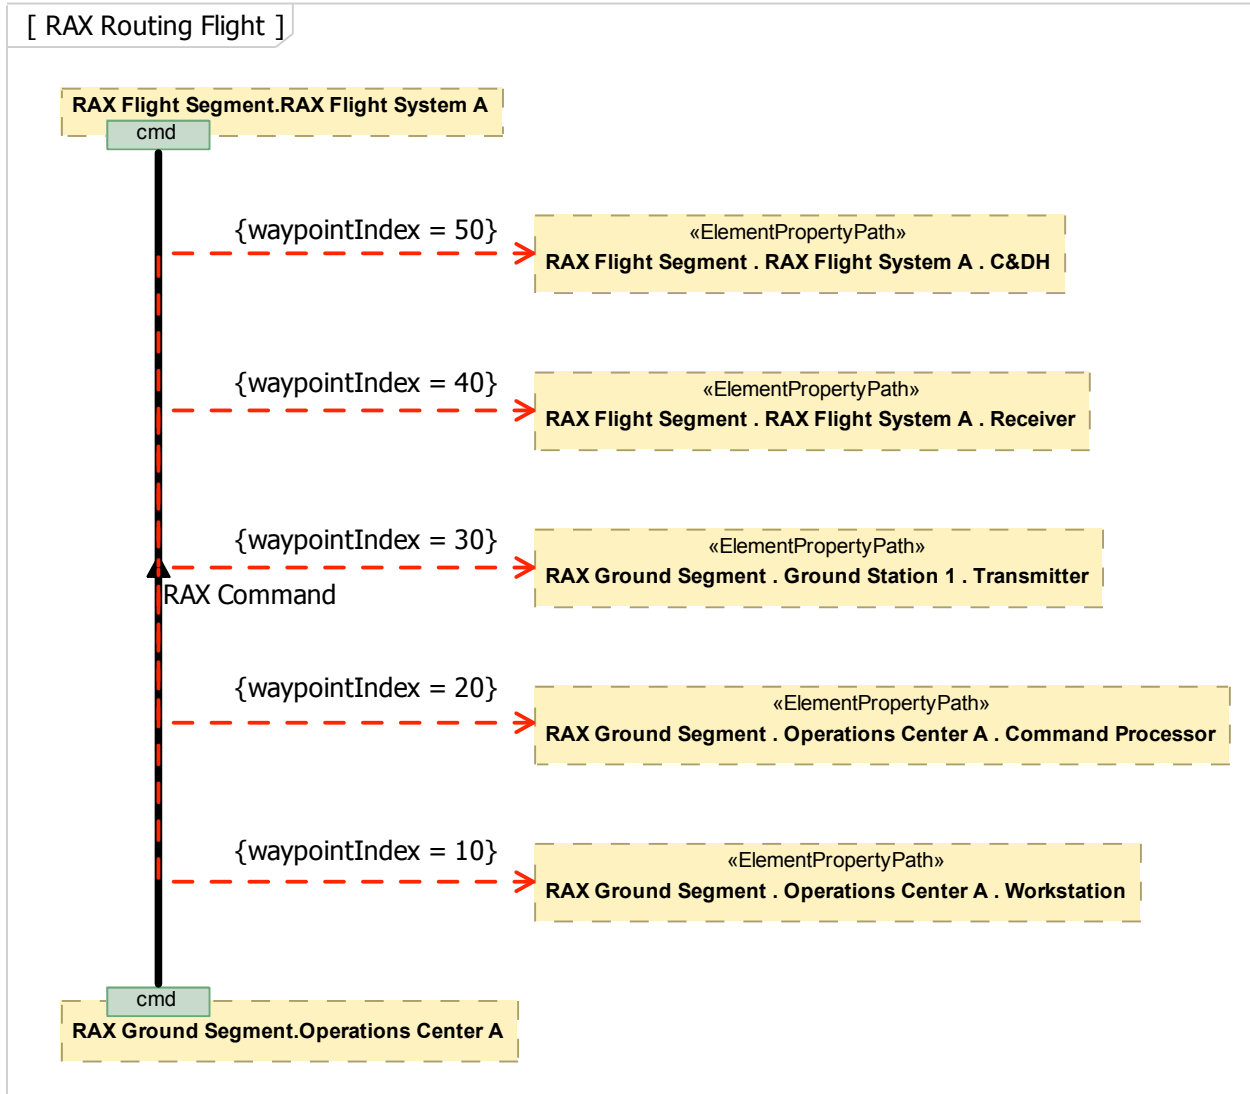 [ RAX Routing Flight ]
RAX Flight Segment.RAX Flight System A
cmd
{waypointIndex = 50}
«ElementPropertyPath»
RAX Flight Segment . RAX Flight System A . C&DH
{waypointIndex = 40}
«ElementPropertyPath»
RAX Flight Segment . RAX Flight System A . Receiver
{waypointIndex = 30}
«ElementPropertyPath»
RAX Ground Segment . Ground Station 1 . Transmitter
RAX Command
{waypointIndex = 20}
«ElementPropertyPath»
RAX Ground Segment . Operations Center A . Command Processor
{waypointIndex = 10}
«ElementPropertyPath»
RAX Ground Segment . Operations Center A . Workstation
cmd
RAX Ground Segment.Operations Center A